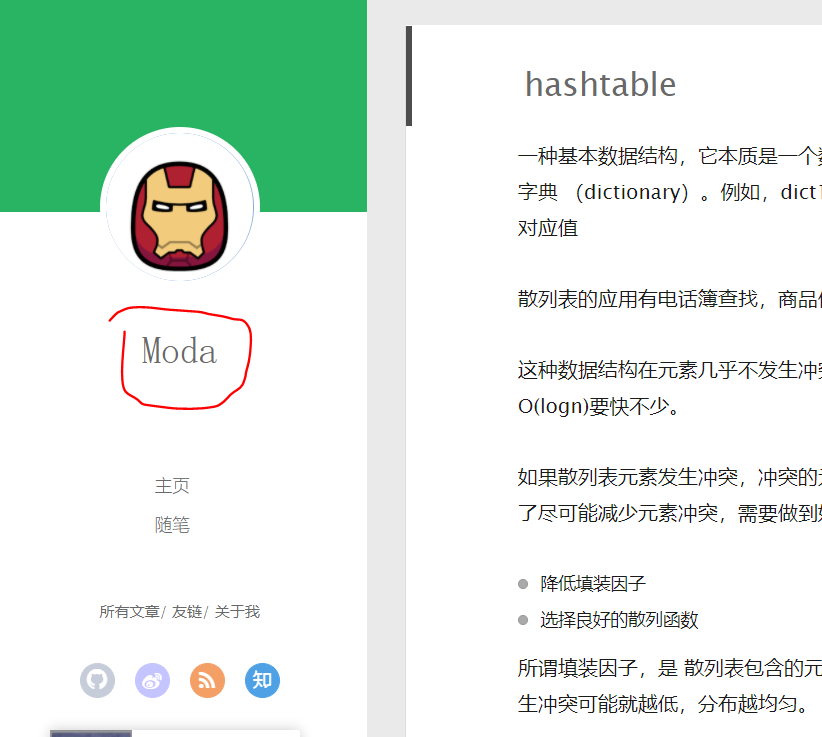 Moda
主页
随笔
所有文章/ 友链/ 关于我
知
hashtable
一种基本数据结构，它本质是一个
字典 （dictionary）。例如，dict
对应值
散列表的应用有电话簿查找，商品
这种数据结构在元素几乎不发生冲
O(logn)要快不少。
如果散列表元素发生冲突，冲突的
了尽可能减少元素冲突，需要做到
降低填装因子
选择良好的散列函数
所谓填装因子，是 散列表包含的元
生冲突可能就越低，分布越均匀。